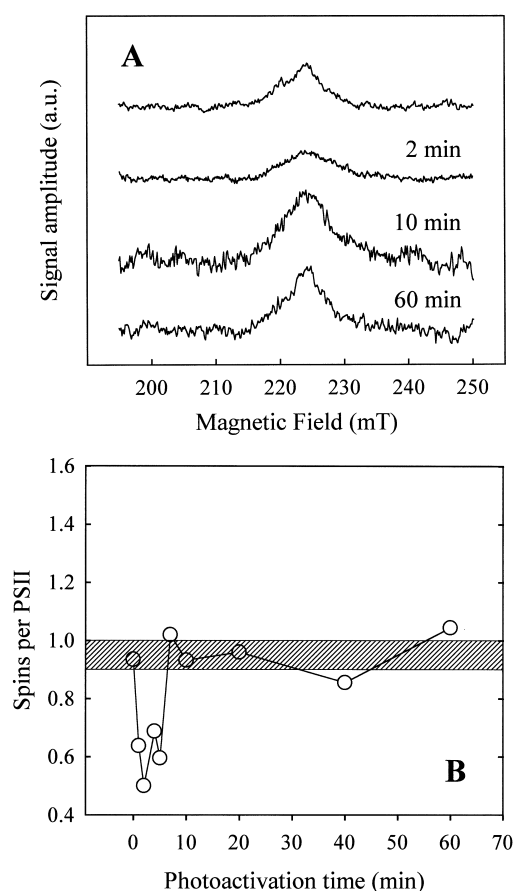 A
2 min
10 min
60 min
Signal amplitude (a.u.)
200 210 220 230 240 250
Magnetic Field (mT)
1.6
1.4
1.2
1.0
0.8
0.6
0.4
Spins per PSII
B
0 10 20 30 40 50 60 70
Photoactivation time (min)